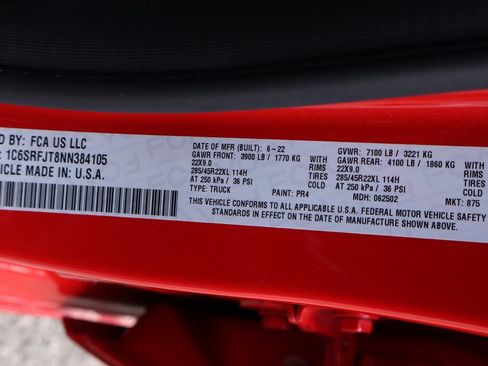 D BY: FCA US LLC
: 1C6SRFJT8NN384105
HICLE MADE IN: U.S.A.
DATE OF MFR (BUILT): 6-22 GVWR: 7100 LB / 3221 KG
GAWR FRONT: 3900 LB / 1770 KG RIMS GAWR REAR: 4100 LB / 1860 KG RIMS
22X9.0 TIRES 22X9.0 TIRES
285/45R22XL 114H COLD 285/45R22XL 114H COLD
AT 250 kPa / 36 PSI AT 250 kPa / 36 PSI
TYPE: TRUCK PAINT: PR4 MDH: 062502 MKT: 875
THIS VEHICLE CONFORMS TO ALL APPLICABLE U.S.A. FEDERAL MOTOR VEHICLE SAFETY
STANDARDS IN EFFECT ON THE DATE OF MANUFACTURE SHOWN ABOVE.